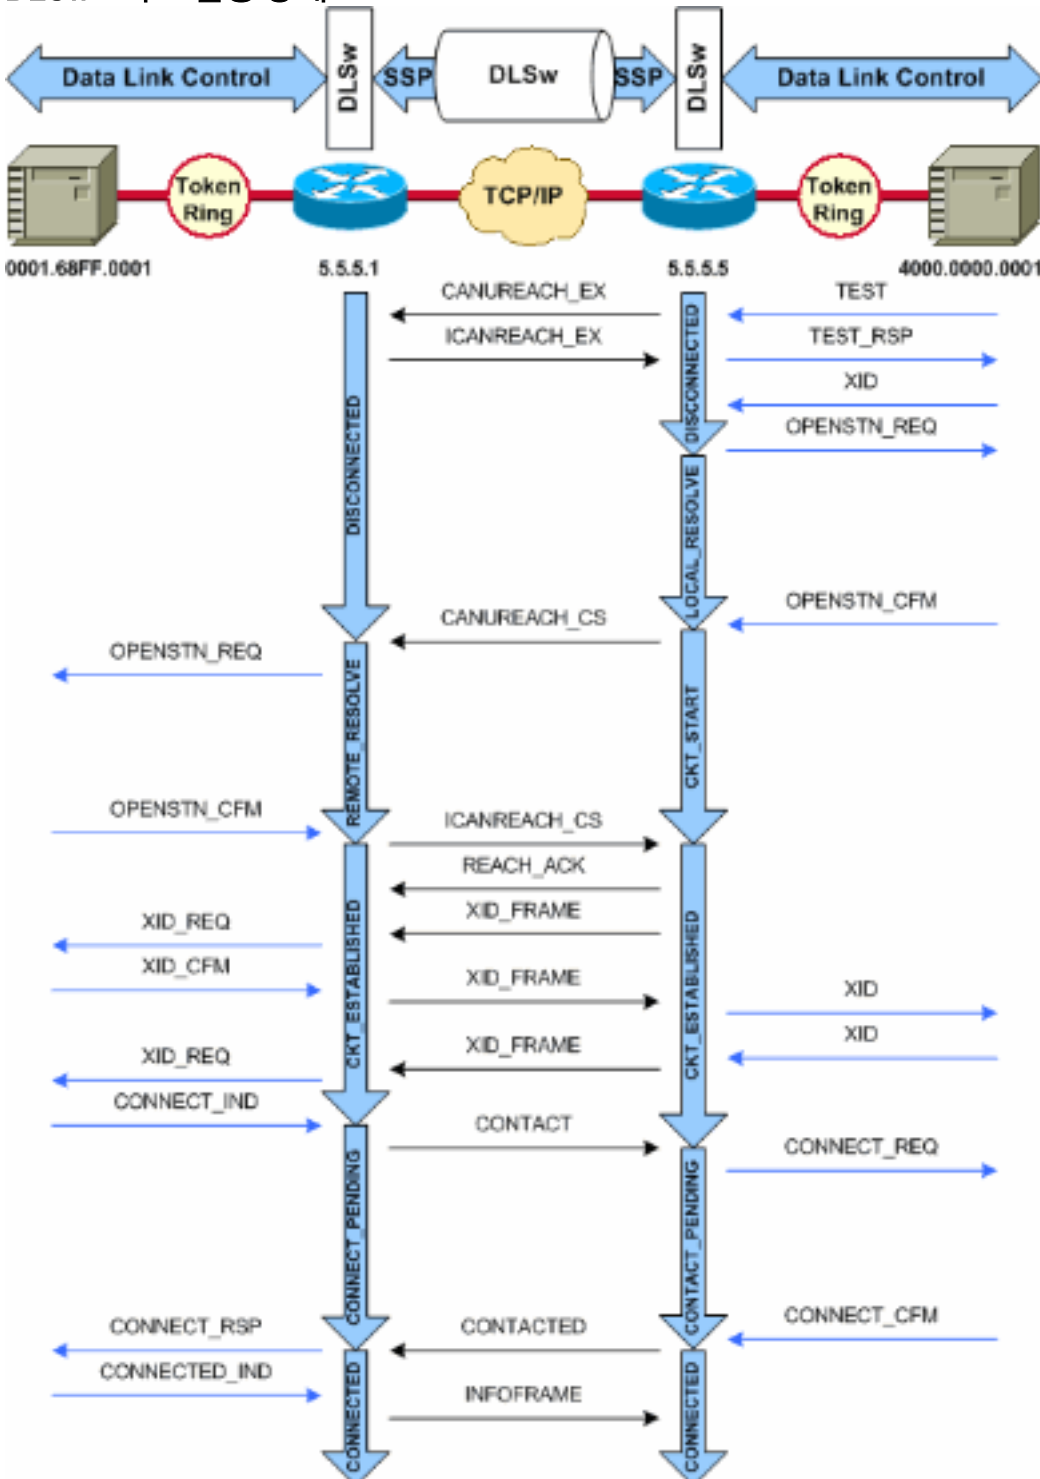 Data Link Control
DLSw
SSP
DLSw
SSP
DLSw
Data Link Control
Token
Ring
TCP/IP
Token
Ring
0001.68FF.0001
5.5.5.1
5.5.5.5
4000.0000.0001
CANUREACH_EX
TEST
ICANREACH_EX
TEST_RSP
XID
OPENSTN_REQ
DISCONNECTED
DISCONNECTED
LOCAL_RESOLVE
OPENSTN_CFM
CANUREACH_CS
OPENSTN_REQ
REMOTE_RESOLVE
CKT_START
OPENSTN_CFM
ICANREACH_CS
REACH_ACK
XID_FRAME
XID_REQ
XID_CFM
XID_FRAME
XID
CKT_ESTABLISHED
CKT_ESTABLISHED
XID_FRAME
XID
XID_REQ
CONNECT_IND
CONTACT
CONNECT_REQ
CONNECT_PENDING
CONTACT_PENDING
CONNECT_RSP
CONTACTED
CONNECT_CFM
CONNECTED_IND
INFOFRAME
CONNECTED
CONNECTED